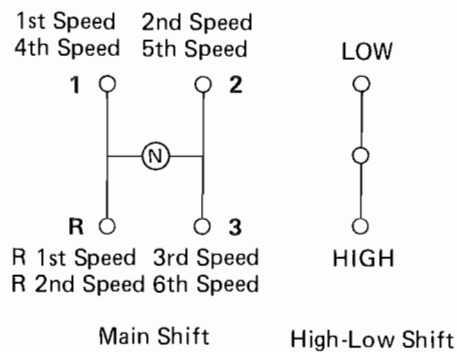 1st Speed 2nd Speed
4th Speed 5th Speed
LOW
1 2
N
R 3
R 1st Speed 3rd Speed
R 2nd Speed 6th Speed
HIGH
Main Shift
High-Low Shift